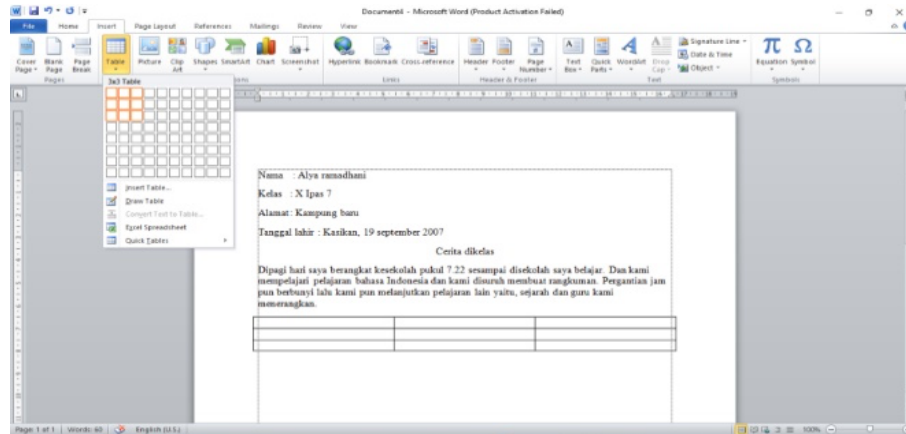 Document4 - Microsoft Word (Product Activation Failed)
File Home Insert Page Layout References Mailings Review View
Cover Page Blank Page Page Break Table Picture Clip Art Shapes SmartArt Chart Screenshot Hyperlink Bookmark Cross-reference Header Footer Page Number Text Box Quick Parts WordArt Drop Cap Signature Line Date & Time Object Equation Symbol
Pages Links Header & Footer Text Symbols
3x3 Table
Insert Table...
Draw Table
Convert Text to Table...
Excel Spreadsheet
Quick Tables
Nama : Alya ramadhani
Kelas : X Ipas 7
Alamat : Kampung baru
Tanggal lahir : Kasikan, 19 september 2007
Cerita dikelas
Dipagi hari saya berangkat kesekolah pukul 7.22 sesampai disekolah saya belajar. Dan kami
mempelajari pelajaran bahasa Indonesia dan kami disuruh membuat rangkuman. Pergantian jam
pun berbunyi lalu kami pun melanjutkan pelajaran lain yaitu, sejarah dan guru kami
menerangkan.
Page: 1 of 1 Words: 60 English (U.S.) 100%